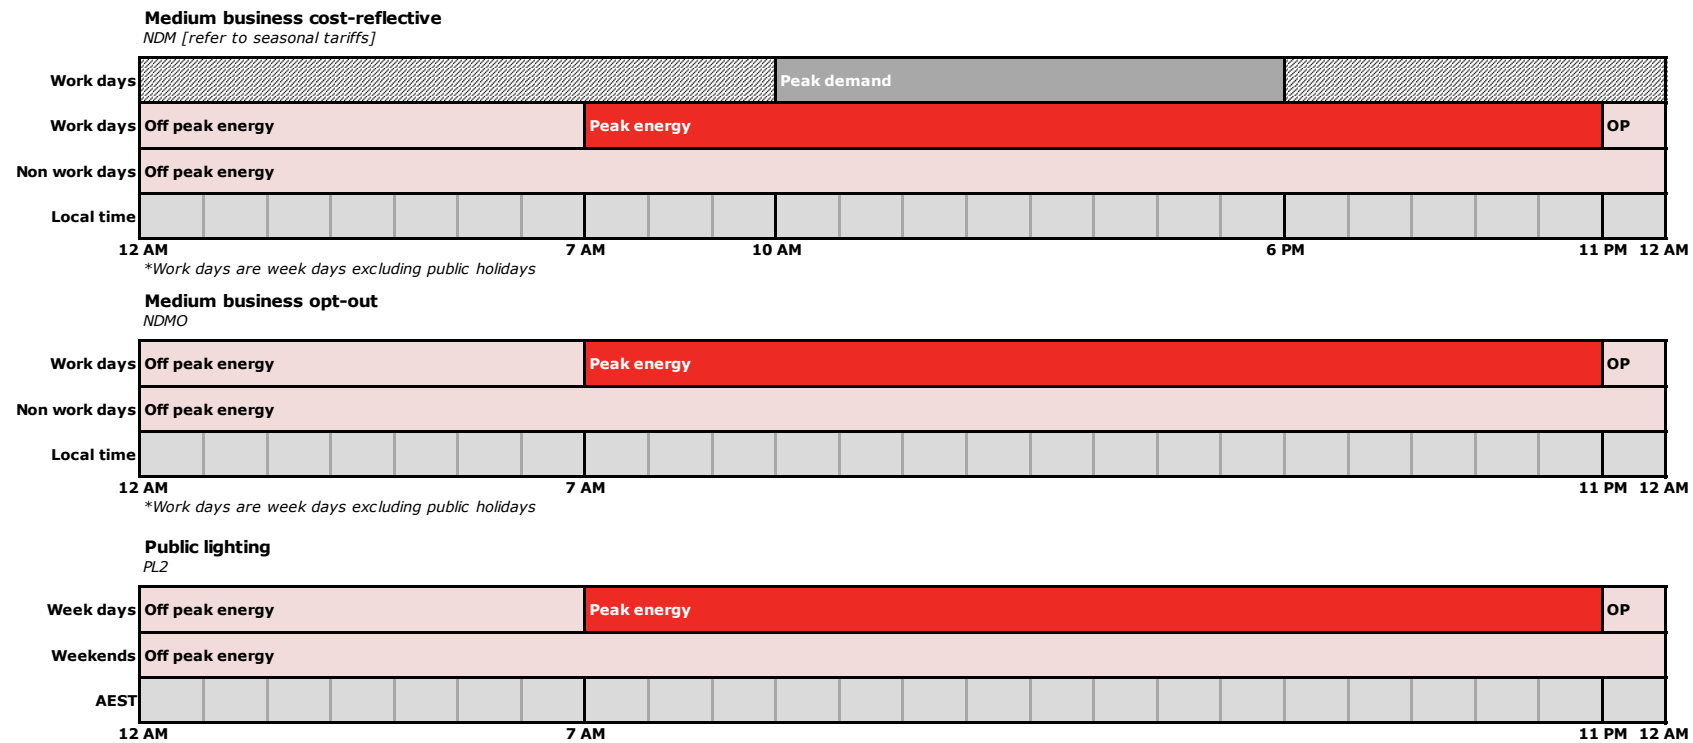 Medium business cost-reflective
NDM [refer to seasonal tariffs]
Work days Peak demand
Work days Off peak energy Peak energy OP
Non work days Off peak energy
Local time
12 AM 7 AM 10 AM 6 PM 11 PM 12 AM
*Work days are week days excluding public holidays
Medium business opt-out
NDMO
Work days Off peak energy Peak energy OP
Non work days Off peak energy
Local time
12 AM 7 AM 11 PM 12 AM
*Work days are week days excluding public holidays
Public lighting
PL2
Week days Off peak energy Peak energy OP
Weekends Off peak energy
AEST
12 AM 7 AM 11 PM 12 AM